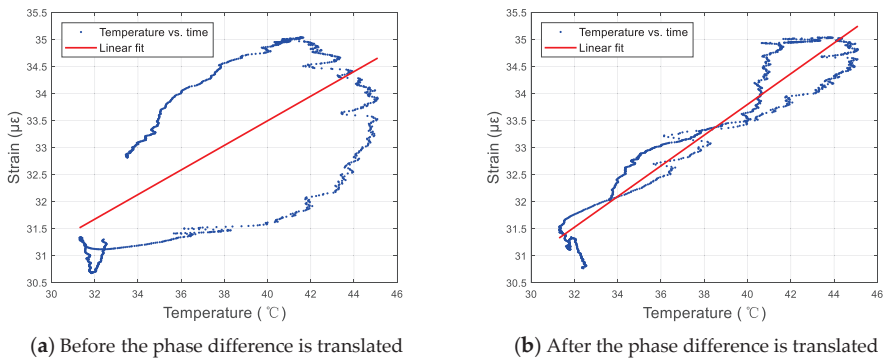 35.5
35
34.5
34
33.5
33
32.5
32
31.5
31
30.5
Strain (με)
Temperature vs. time
Linear fit
30 32 34 36 38 40 42 44 46
Temperature ( ℃)
(a) Before the phase difference is translated
35.5
35
34.5
34
33.5
33
32.5
32
31.5
31
30.5
Strain (με)
Temperature vs. time
Linear fit
30 32 34 36 38 40 42 44 46
Temperature ( ℃)
(b) After the phase difference is translated